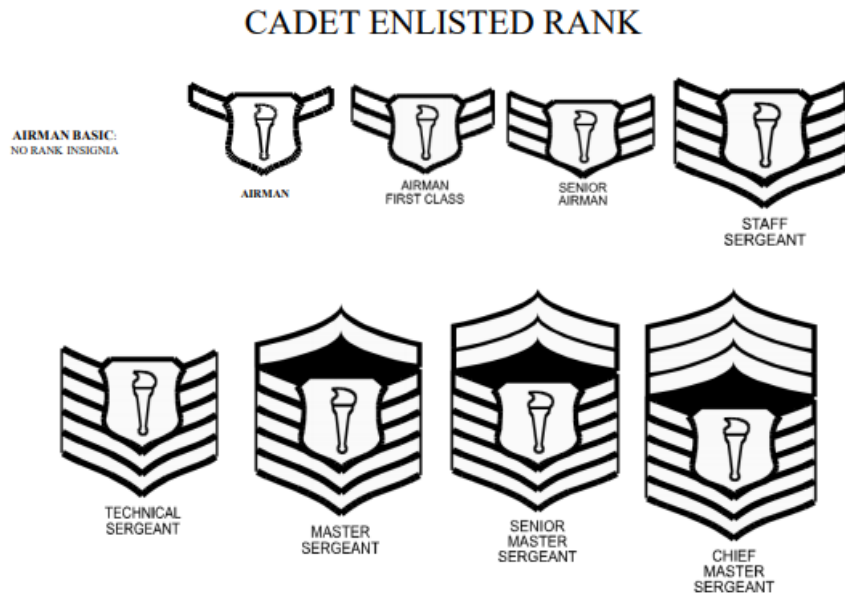 CADET ENLISTED RANK
AIRMAN BASIC:
NO RANK INSIGNIA
AIRMAN
AIRMAN
FIRST CLASS
SENIOR
AIRMAN
STAFF
SERGEANT
TECHNICAL
SERGEANT
MASTER
SERGEANT
SENIOR
MASTER
SERGEANT
CHIEF
MASTER
SERGEANT